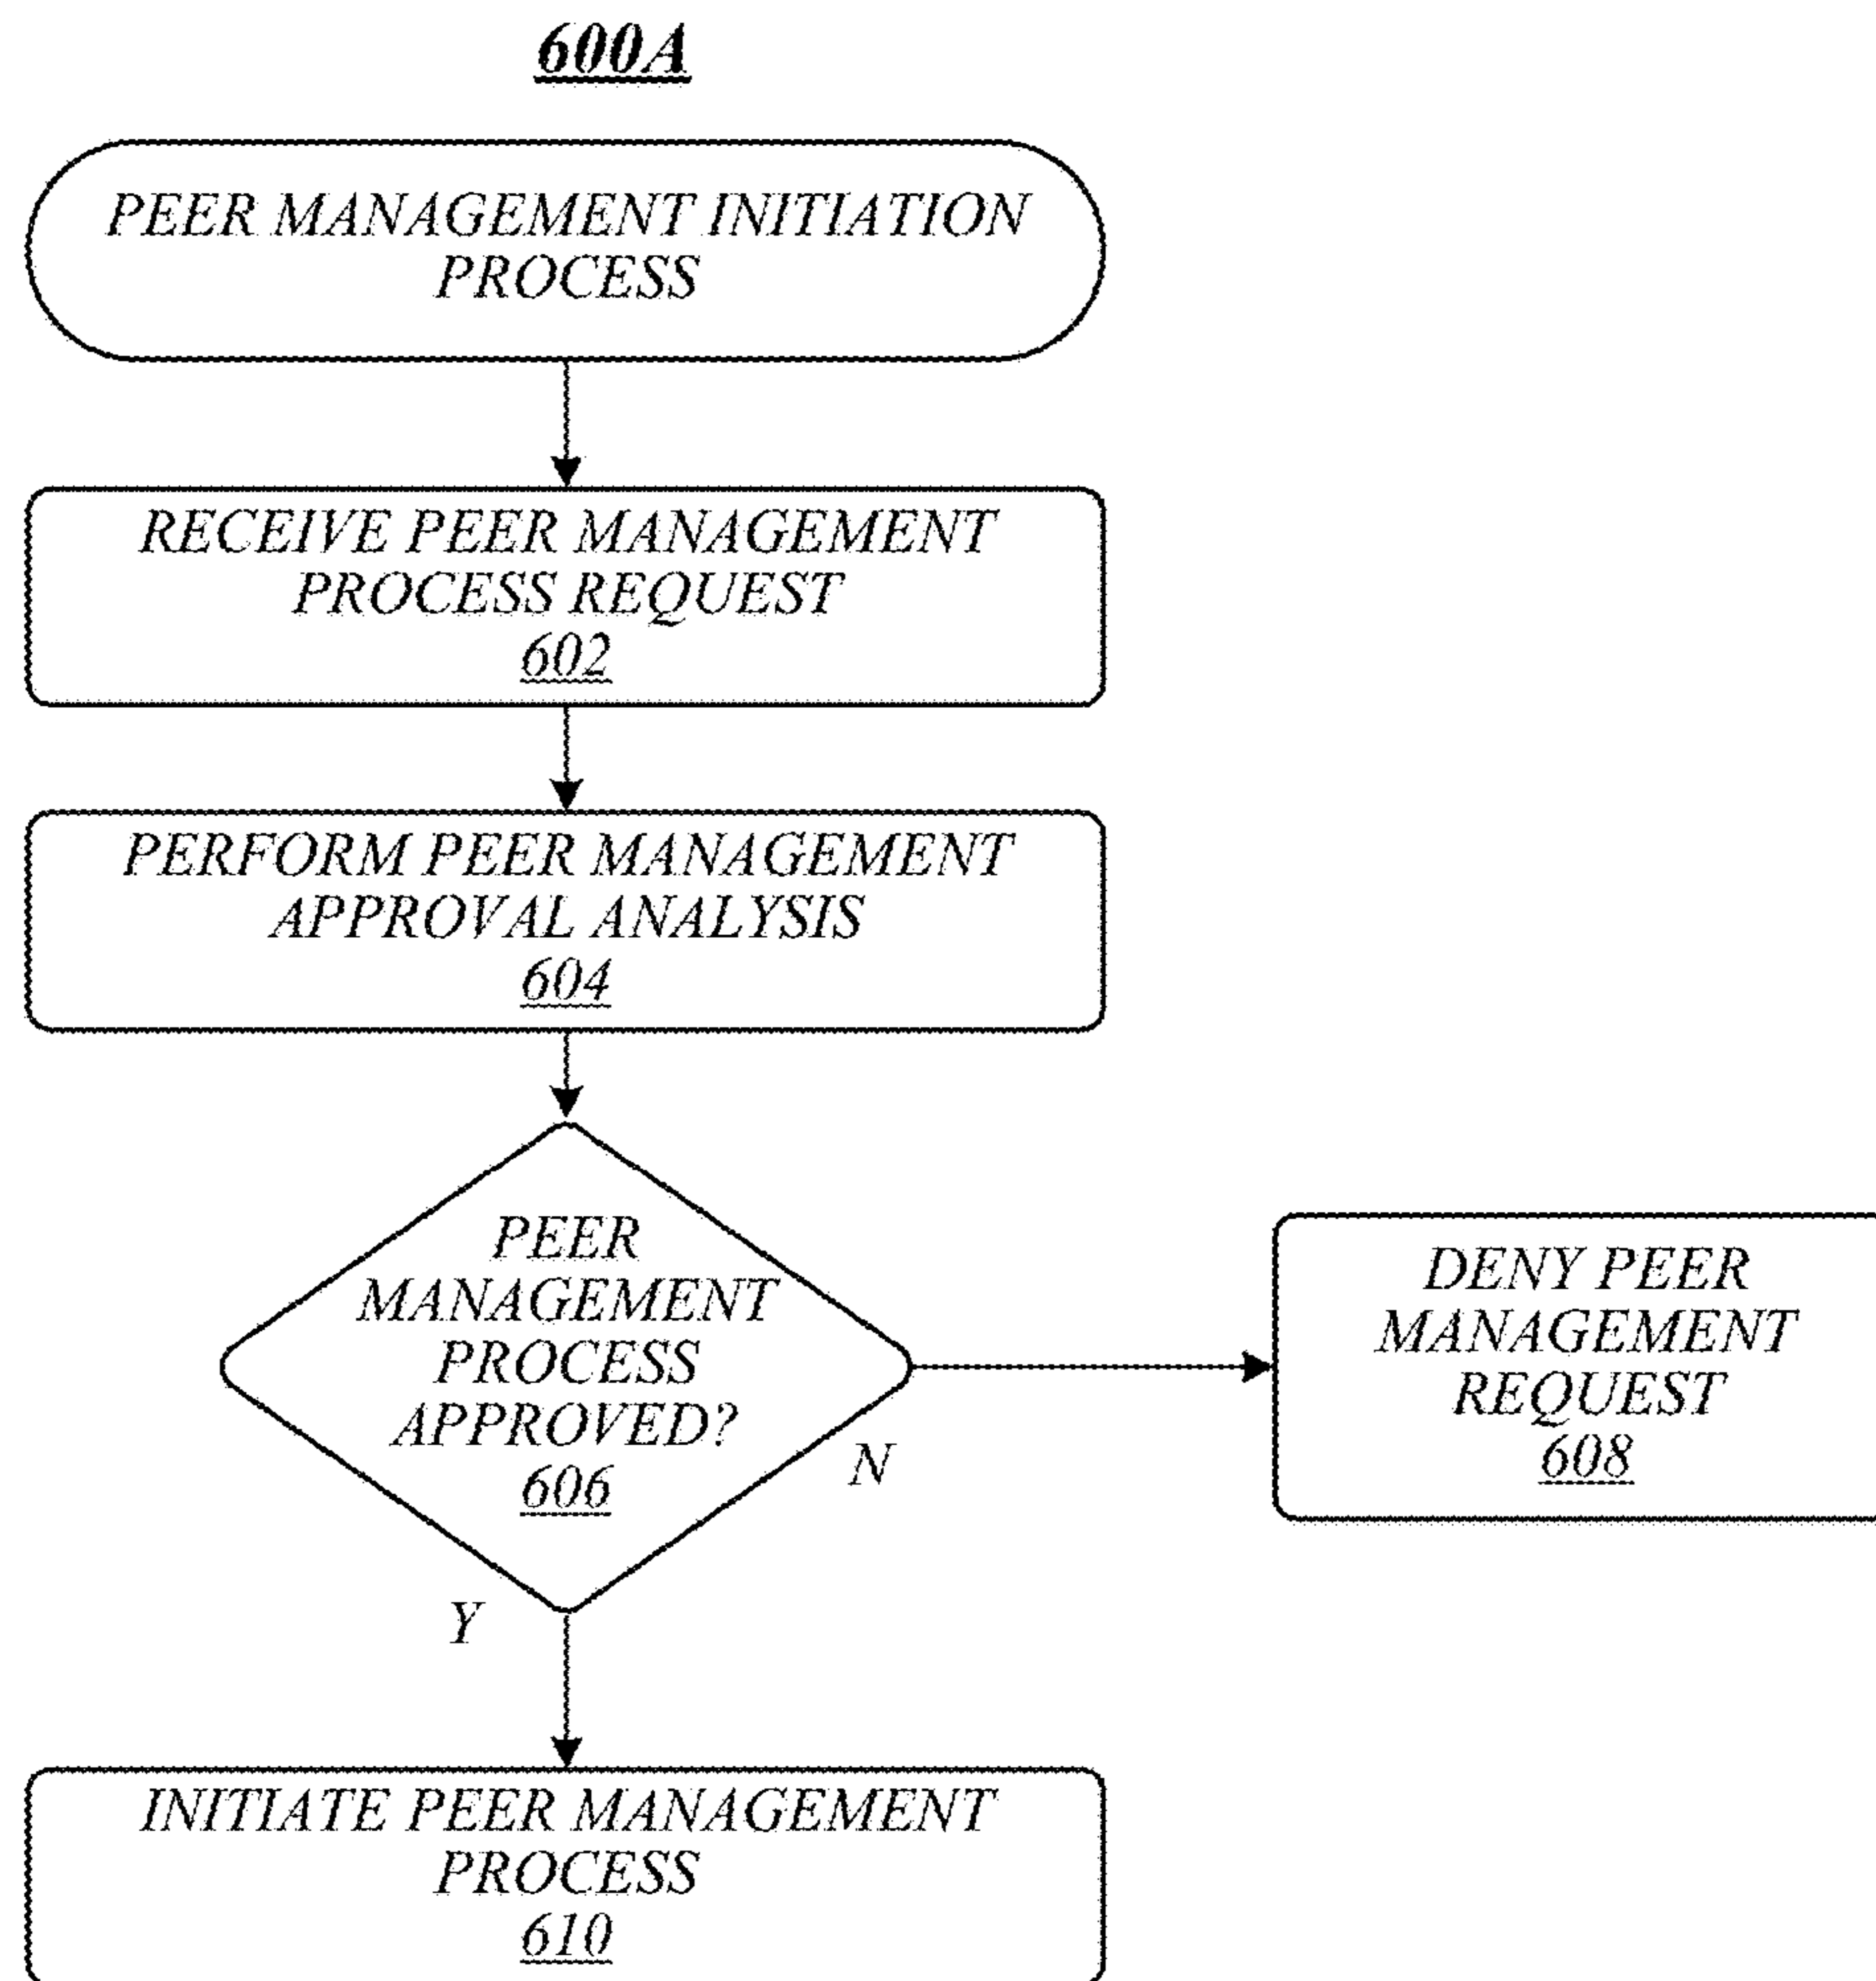 600A
PEER MANAGEMENT INITIATION
PROCESS
RECEIVE PEER MANAGEMENT
PROCESS REQUEST
602
PERFORM PEER MANAGEMENT
APPROVAL ANALYSIS
604
PEER
MANAGEMENT
PROCESS
APPROVED?
606
N
DENY PEER
MANAGEMENT
REQUEST
608
Y
INITIATE PEER MANAGEMENT
PROCESS
610